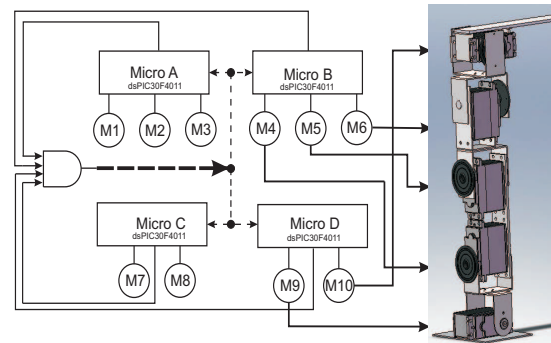 Micro A
dsPIC30F4011
Micro B
dsPIC30F4011
M1
M2
M3
M4
M5
M6
Micro C
dsPIC30F4011
Micro D
dsPIC30F4011
M7
M8
M9
M10